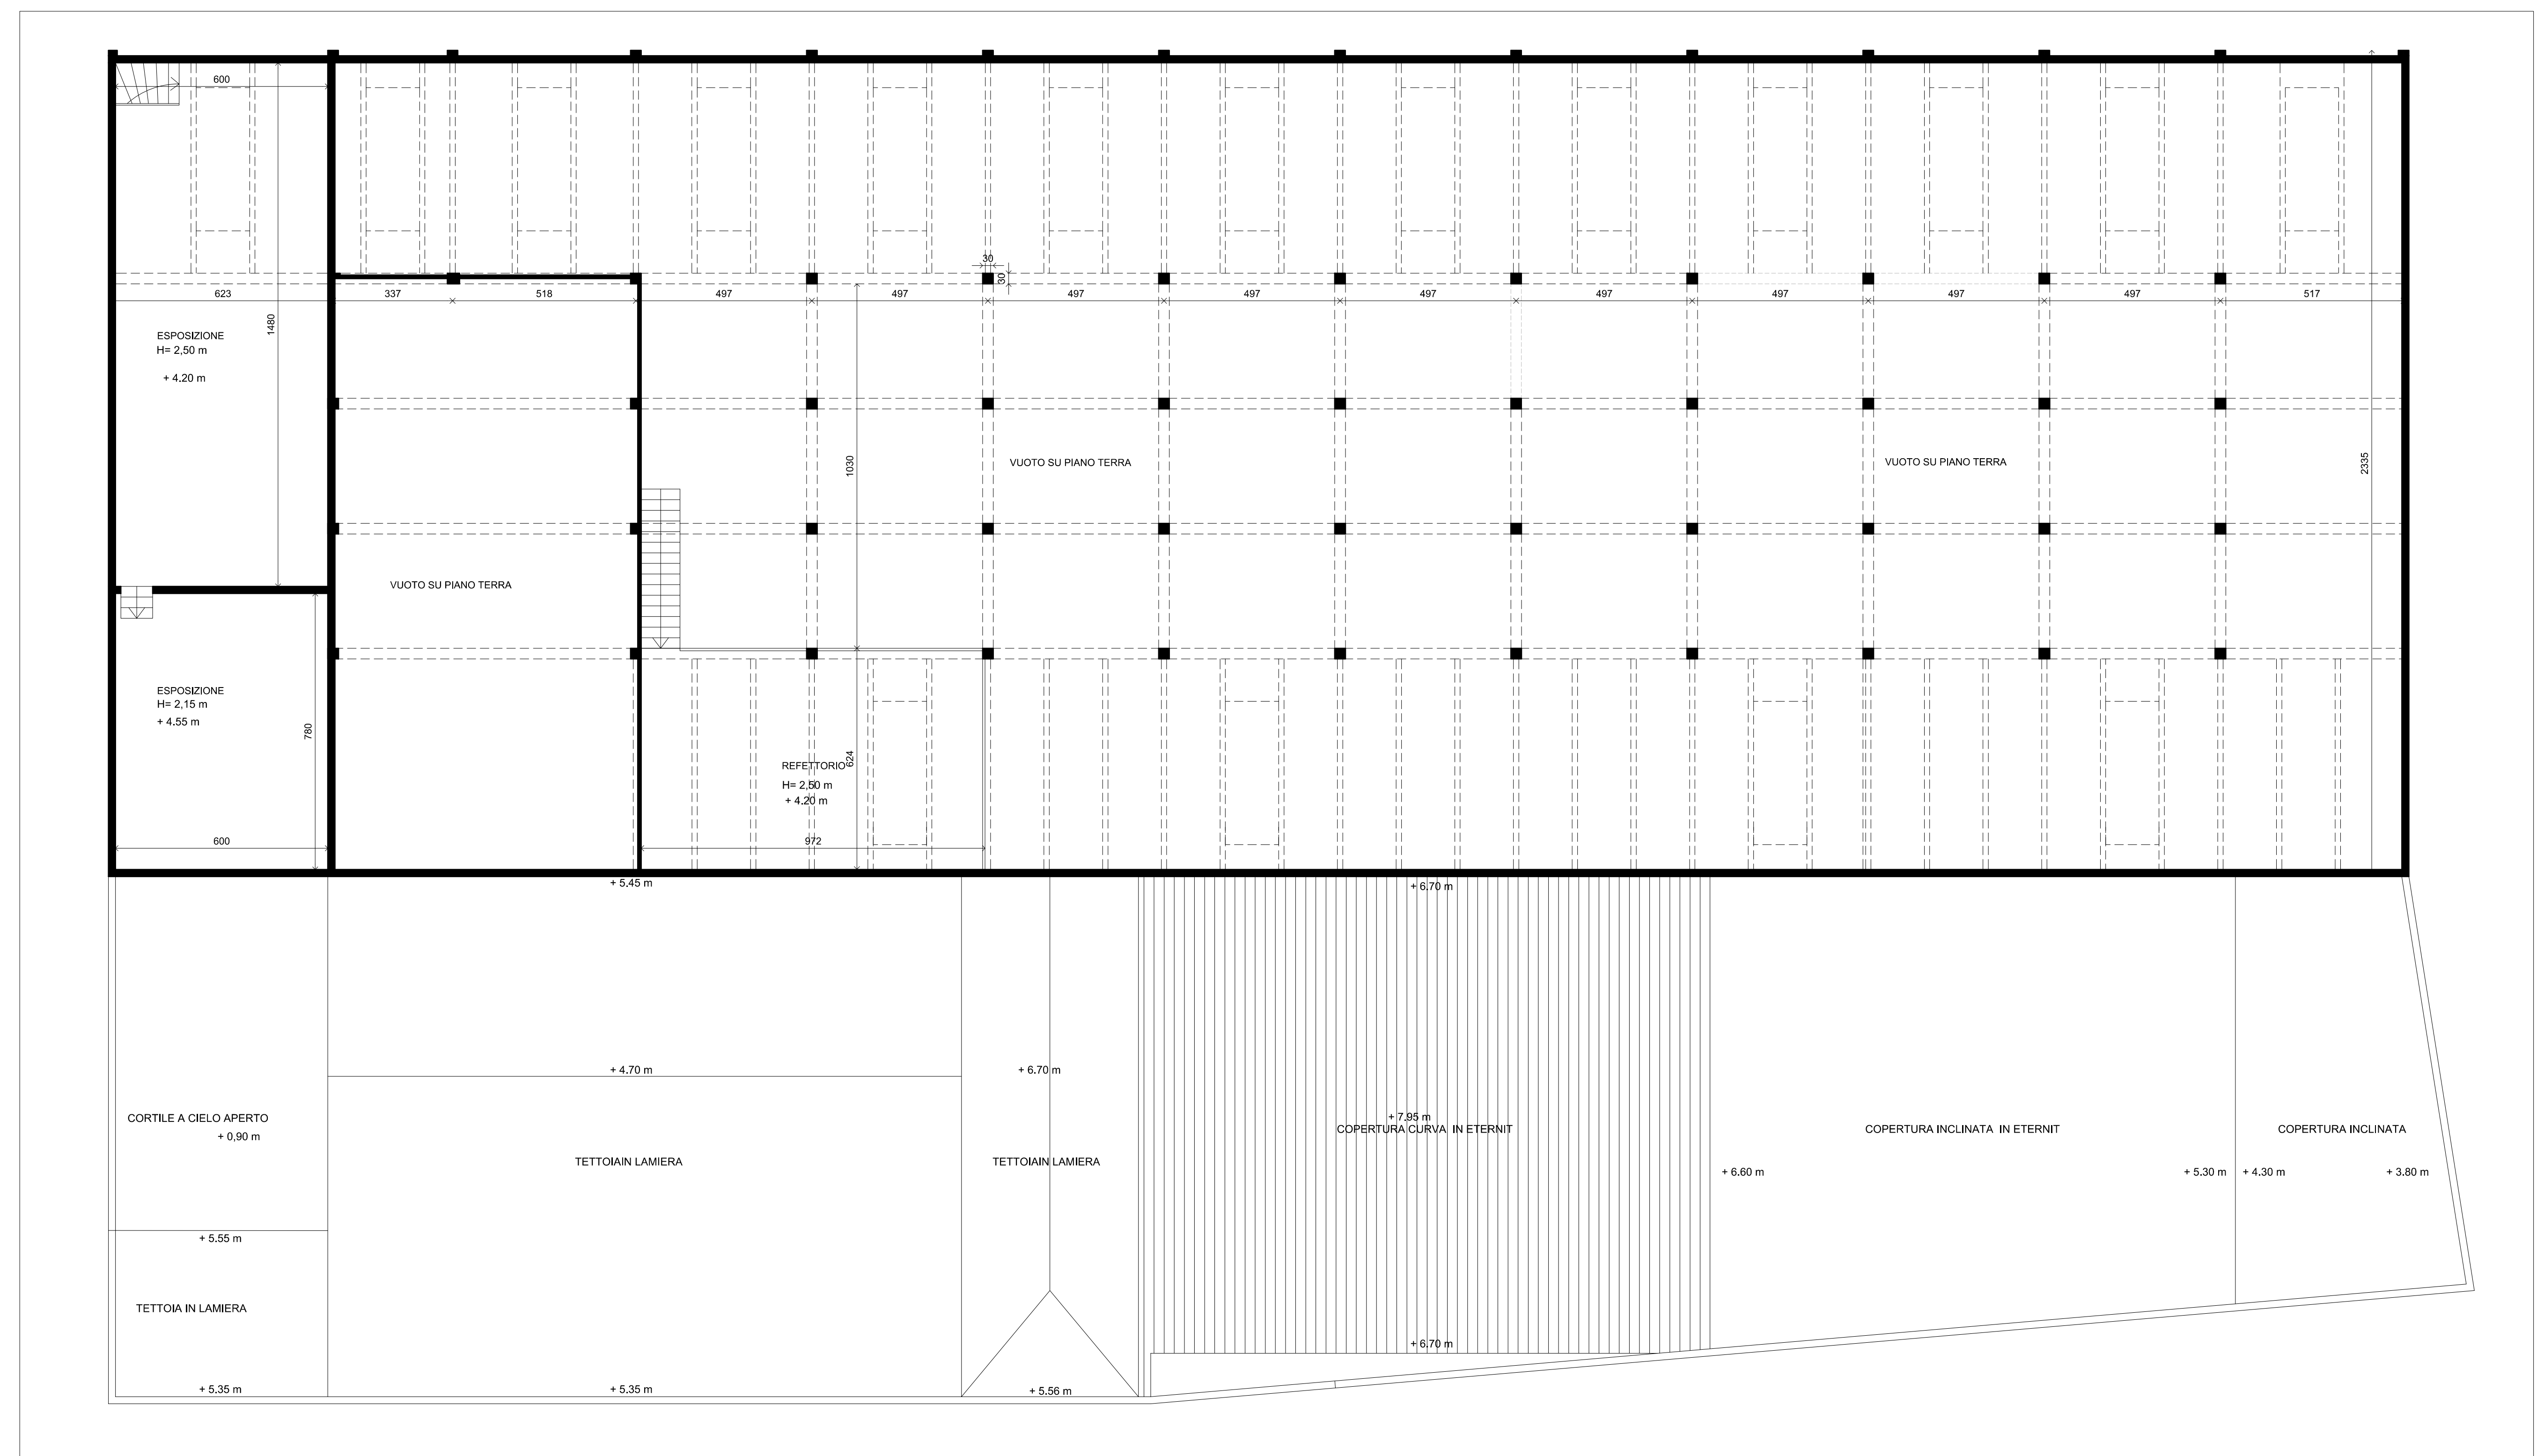 600
30
30
623
337
518
497
497
497
497
497
497
497
497
497
517
1480
ESPOSIZIONE
H= 2,50 m
+ 4.20 m
1030
VUOTO SU PIANO TERRA
VUOTO SU PIANO TERRA
2335
VUOTO SU PIANO TERRA
ESPOSIZIONE
H= 2,15 m
+ 4.55 m
780
624
REFETTORIO
H= 2,50 m
+ 4.20 m
600
972
+ 5.45 m
+ 6.70 m
+ 4.70 m
+ 6.70 m
CORTILE A CIELO APERTO
+ 0,90 m
+ 7.95 m
COPERTURA CURVA IN ETERNIT
COPERTURA INCLINATA IN ETERNIT
COPERTURA INCLINATA
TETTOIAIN LAMIERA
TETTOIAIN LAMIERA
+ 6.60 m
+ 5.30 m
+ 4.30 m
+ 3.80 m
+ 5.55 m
TETTOIA IN LAMIERA
+ 6.70 m
+ 5.35 m
+ 5.35 m
+ 5.56 m